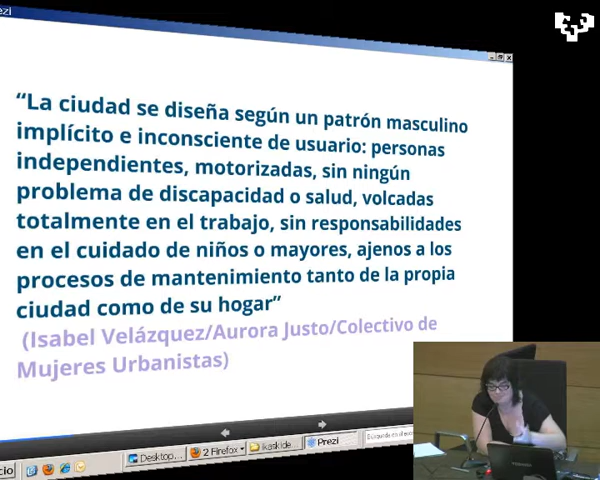 Prezi
“La ciudad se diseña según un patrón masculino
implícito e inconsciente de usuario: personas
independientes, motorizadas, sin ningún
problema de discapacidad o salud, volcadas
totalmente en el trabajo, sin responsabilidades
en el cuidado de niños o mayores, ajenos a los
procesos de mantenimiento tanto de la propia
ciudad como de su hogar”
(Isabel Velázquez/Aurora Justo/Colectivo de
Mujeres Urbanistas)
Desktop...
2 Firefox
Prezi